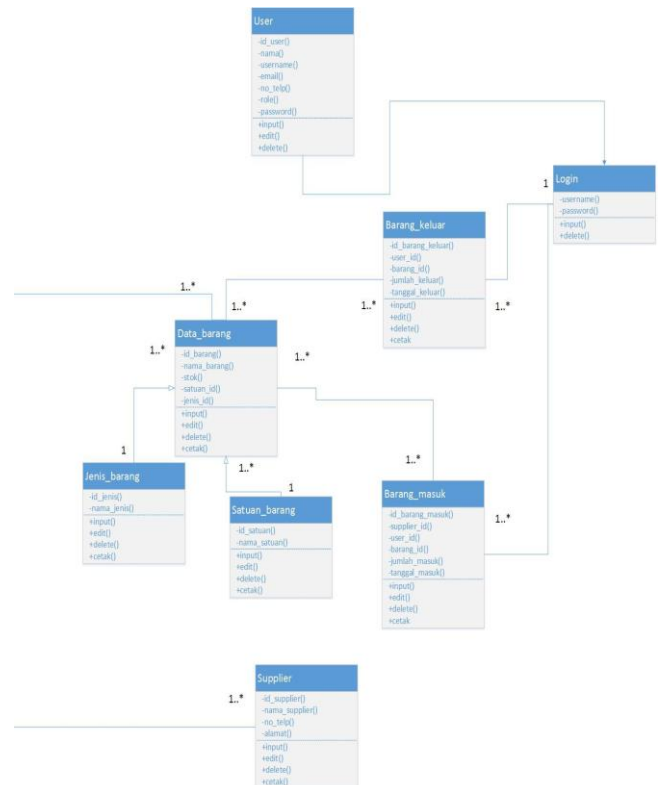 User
-id_user()
-nama()
-username()
-email()
-no_telp()
-role()
-password()
+input()
+edit()
+delete()
1
Login
-username()
-password()
+input()
+delete()
Barang_keluar
-id_barang_keluar()
-user_id()
-barang_id()
-jumlah_keluar()
-tanggal_keluar()
+input()
+edit()
+delete()
+cetak
1..*
1..*
1..*
1..*
Data_barang
-id_barang()
-nama_barang()
-stok()
-satuan_id()
-jenis_id()
+input()
+edit()
+delete()
+cetak()
1..*
1..*
1
1..*
1
1..*
Jenis_barang
-id_jenis()
-nama_jenis()
+input()
+edit()
+delete()
+cetak()
Satuan_barang
-id_satuan()
-nama_satuan()
+input()
+edit()
+delete()
+cetak()
Barang_masuk
-id_barang_masuk()
-supplier_id()
-user_id()
-barang_id()
-jumlah_masuk()
-tanggal_masuk()
+input()
+edit()
+delete()
+cetak
1..*
1..*
Supplier
-id_supplier()
-nama_supplier()
-no_telp()
-alamat()
+input()
+edit()
+delete()
+cetak()